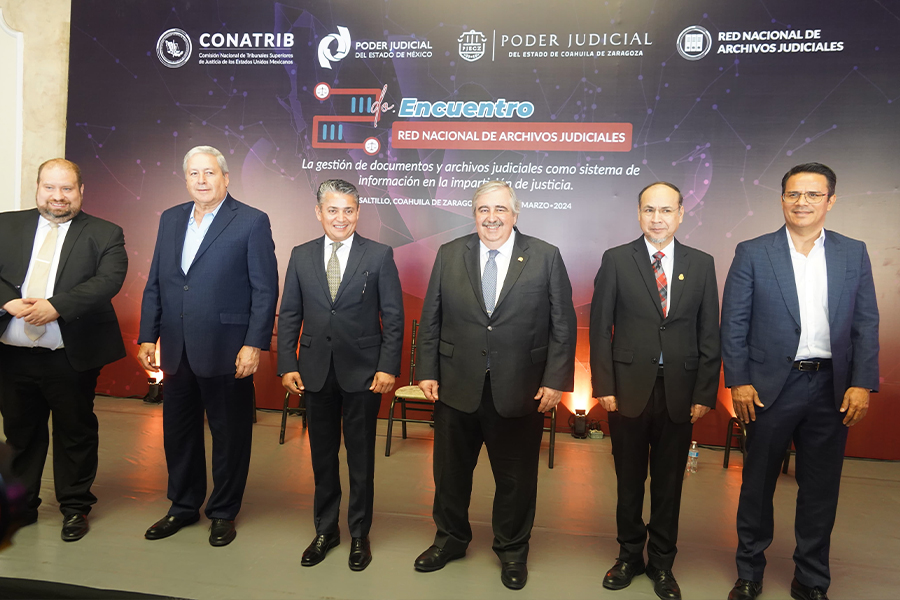 CONATRIB
Comisión Nacional de Tribunales Superiores
de Justicia de los Estados Unidos Mexicanos
PODER JUDICIAL
DEL ESTADO DE MÉXICO
PJECZ
PODER JUDICIAL
DEL ESTADO DE COAHUILA DE ZARAGOZA
RED NACIONAL DE
ARCHIVOS JUDICIALES
do. Encuentro
RED NACIONAL DE ARCHIVOS JUDICIALES
La gestión de documentos y archivos judiciales como sistema de
información en la impartición de justicia.
SALTILLO, COAHUILA DE ZARAG MARZO•2024